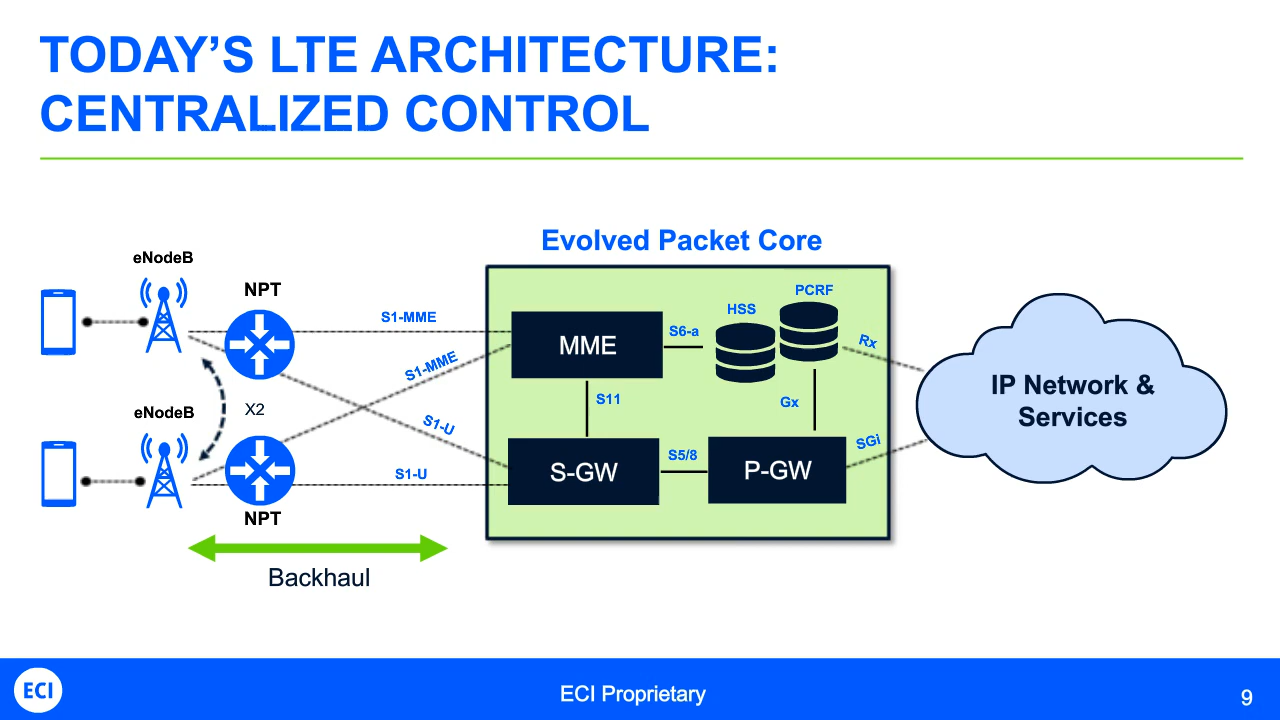 TODAY’S LTE ARCHITECTURE:
CENTRALIZED CONTROL
Evolved Packet Core
eNodeB
NPT
S1-MME
S1-MME
S1-U
S1-U
X2
eNodeB
NPT
Backhaul
MME
S6-a
HSS
PCRF
S11
Gx
S-GW
S5/8
P-GW
Rx
SGi
IP Network &
Services
ECI
ECI Proprietary
9